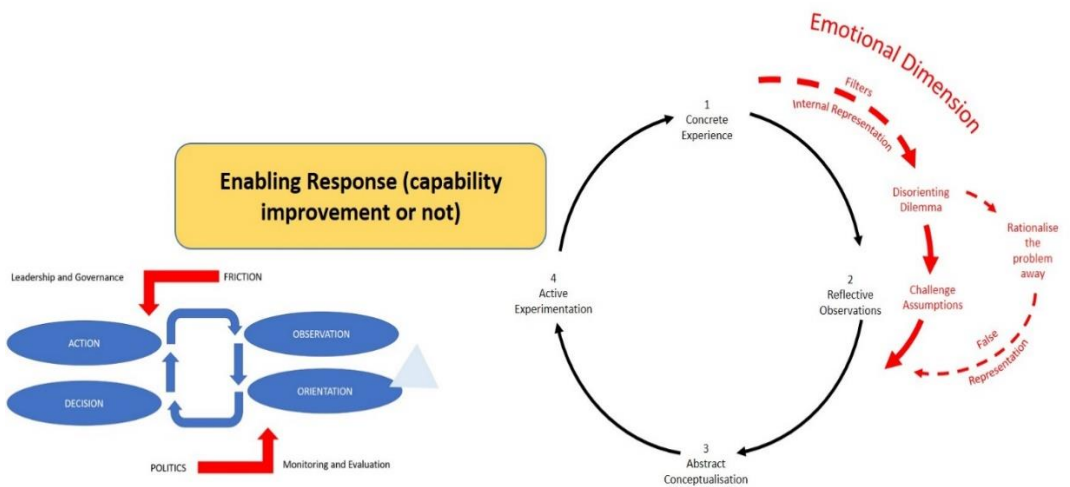 Emotional Dimension
Filters
Internal Representation
1
Concrete
Experience
Enabling Response (capability
improvement or not)
Disorienting
Dilemma
Rationalise
the
problem
away
Leadership and Governance
FRICTION
4
Active
Experimentation
2
Reflective
Observations
Challenge
Assumptions
False
Representation
ACTION
OBSERVATION
DECISION
ORIENTATION
3
Abstract
Conceptualisation
POLITICS
Monitoring and Evaluation